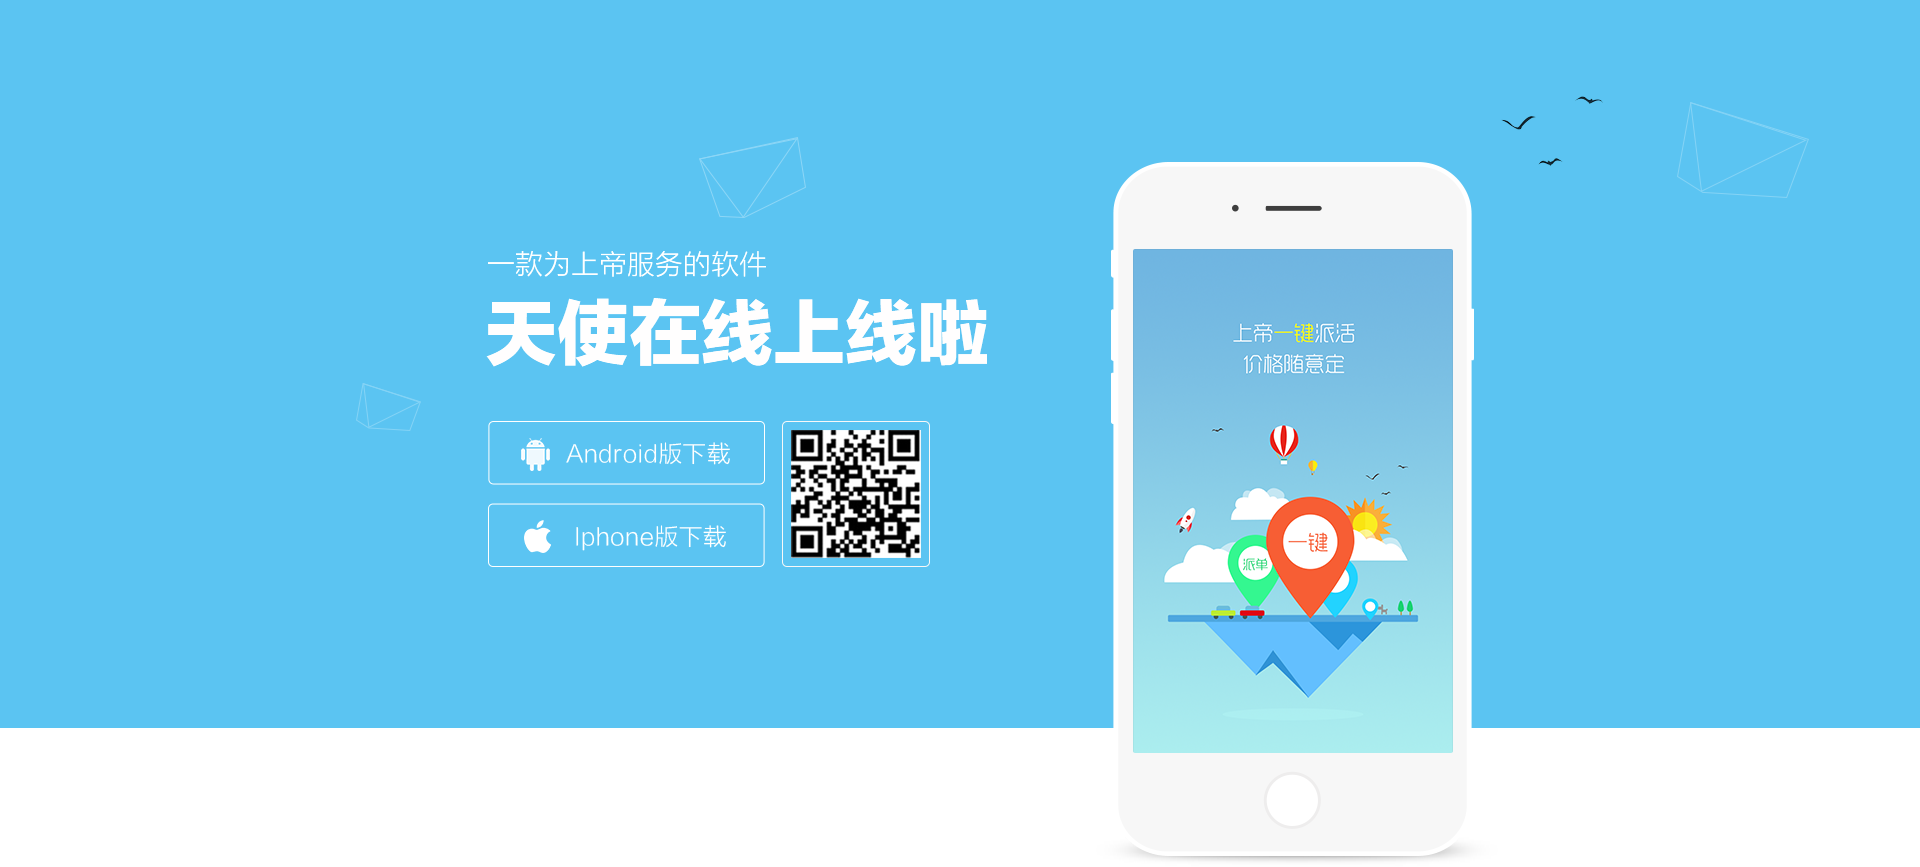 一款为上帝服务的软件
天使在线上线啦
Android版下载
Iphone版下载
上帝一键派活
价格随意定
一键
派单